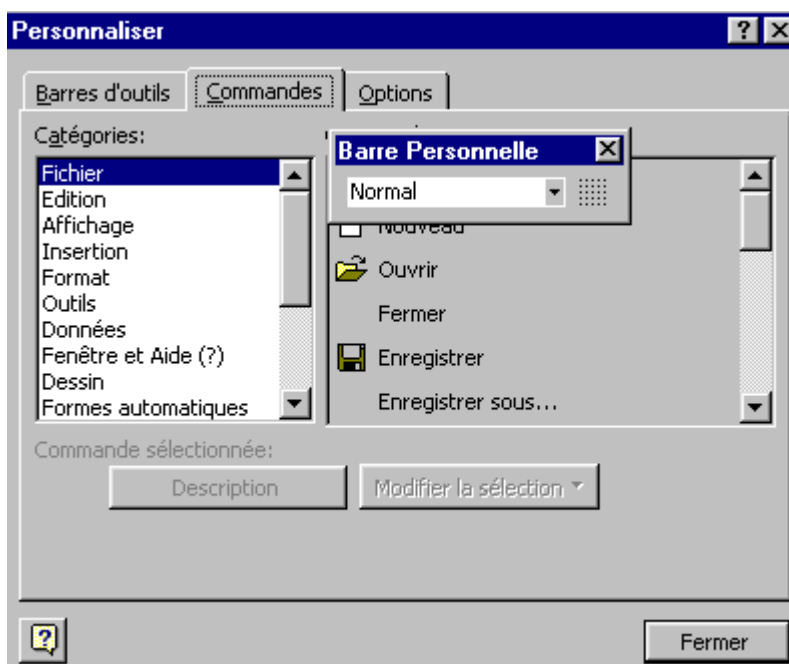 Personnaliser
Barres d'outils Commandes Options
Catégories:
Barre Personnelle
Normal
Fichier
Edition
Affichage
Insertion
Format
Outils
Données
Fenêtre et Aide (?)
Dessin
Formes automatiques
Nouveau
Ouvrir
Fermer
Enregistrer
Enregistrer sous...
Commande sélectionnée:
Description Modifier la sélection
Fermer